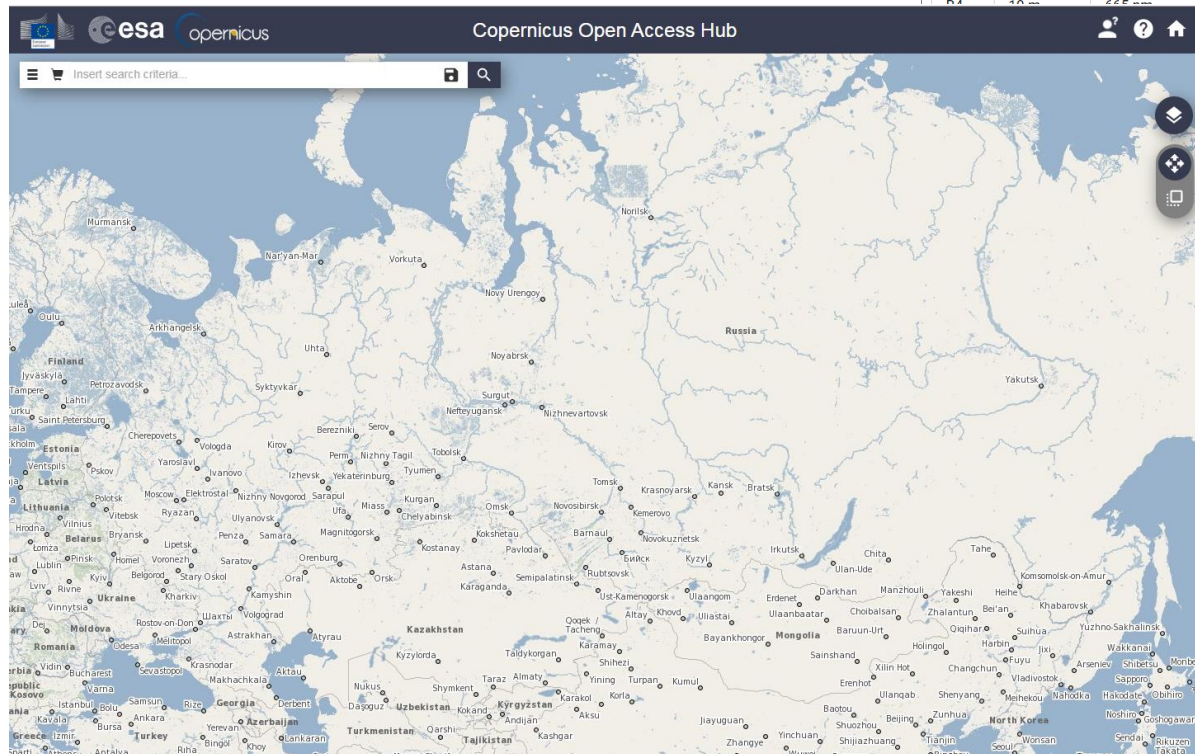 B4 10 m 665 nm
esa opernicus Copernicus Open Access Hub
Insert search criteria...
Norilsk
Murmansk
Nar'yan-Mar
Vorkuta
Novy Urengoy
Oulu
Arkhangelsk
Russia
Uhta
Noyabrsk
Finland
Jyväskylä
Petrozavodsk
Yakutsk
Tampere
Lahti
Syktyvkar
Surgut
Nefteyugansk
Nizhnevartovsk
Saint Petersburg
Cherepovets
Vologda
Kirov
Berezniki
Serov
Estonia
Ventspils
Pskov
Yaroslavl
Ivanovo
Perm
Nizhny Tagil
Tobolsk
Izhevsk
Yekaterinburg
Tyumen
Latvia
Tomsk
Krasnoyarsk
Kansk
Bratsk
Polotsk
Moscow
Elektrostal
Nizhny Novgorod
Sarapul
Kurgan
Lithuania
Vitebsk
Ryazan
Ufa
Miass
Chelyabinsk
Omsk
Novosibirsk
Kemerovo
Vilnius
Ulyanovsk
Hrodna
Belarus
Bryansk
Lipetsk
Penza
Samara
Magnitogorsk
Kostanay
Kokshetau
Barnaul
Novokuznetsk
Łomża
Pinsk
Homel
Voronezh
Saratov
Orenburg
Pavlodar
Бийск
Kyzyl
Irkutsk
Chita
Tahe
Lublin
Kyiv
Belgorod
Stary Oskol
Oral
Aktobe
Orsk
Astana
Semipalatinsk
Rubtsovsk
Ulan-Ude
Komsomolsk-on-Amur
Lviv
Rivne
Ukraine
Kharkiv
Kamyshin
Karaganda
Ust-Kamenogorsk
Ulaangom
Erdenet
Darkhan
Manzhouli
Yakeshi
Heihe
Vinnytsia
Rostov-on-Don
Шахты
Volgograd
Qoqek /
Tacheng
Altay
Khovd
Uliastai
Ulaanbaatar
Choibalsan
Zhalantun
Bei'an
Khabarovsk
Dej
Moldova
Odesa
Melitopol
Astrakhan
Atyrau
Kazakhstan
Karamay
Bayankhongor
Mongolia
Baruun-Urt
Qiqihar
Suihua
Yuzhno-Sakhalinsk
Romania
Kyzylorda
Taldykorgan
Shihezi
Sainshand
Holingol
Harbin
Jixi
Wakkanai
Vidin
Bucharest
Sevastopol
Krasnodar
Makhachkala
Aktau
Taraz
Almaty
Yining
Turpan
Kumul
Xilin Hot
Changchun
Fuyu
Arseniev
Shibetsu
Kosovo
Varna
Nukus
Shymkent
Erenhot
Vladivostok
Sapporo
Istanbul
Bolu
Samsun
Rize
Georgia
Derbent
Daşoguz
Uzbekistan
Kokand
Kyrgyzstan
Karakol
Korla
Ulanqab
Shenyang
Meihekou
Nakhodka
Hakodate
Obihiro
Kavala
Bursa
Ankara
Yerevan
Azerbaijan
Andijan
Aksu
Baotou
Noshiro
Goshogawar
Greece
Izmir
Turkey
Bingöl
Lankaran
Turkmenistan
Qarshi
Tajikistan
Kashgar
Jiayuguan
Shuozhou
Beijing
Zunhua
North Korea
Antalya
Riha
Khoy
Zhangye
Yinchuan
Shijiazhuang
Tianjin
Seoul
Wonsan
Sendai
Rikuzen